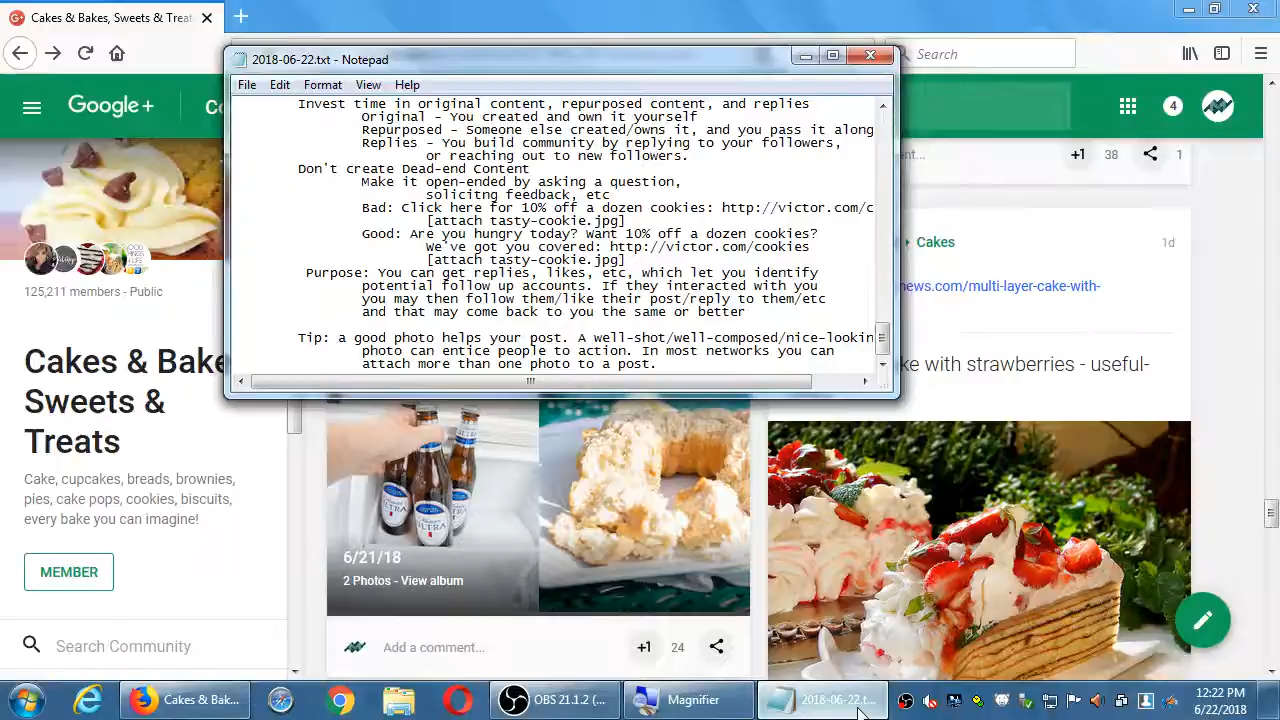 Cakes & Bakes, Sweets & Treat
2018-06-22.txt - Notepad
Search
File Edit Format View Help
Google+
4
Invest time in original content, repurposed content, and replies
Original - You created and own it yourself
Repurposed - Someone else created/owns it, and you pass it along
Replies - You build community by replying to your followers,
or reaching out to new followers.
Don't create Dead-end Content
Make it open-ended by asking a question,
solicitng feedback, etc
Bad: Click here for 10% off a dozen cookies: http://victor.com/c
[attach tasty-cookie.jpg]
Good: Are you hungry today? Want 10% off a dozen cookies?
We've got you covered: http://victor.com/cookies
[attach tasty-cookie.jpg]
Purpose: You can get replies, likes, etc, which let you identify
potential follow up accounts. If they interacted with you
you may then follow them/like their post/reply to them/etc
and that may come back to you the same or better
Tip: a good photo helps your post. A well-shot/well-composed/nice-lookin
photo can entice people to action. In most networks you can
attach more than one photo to a post.
ent...
+1 38 1
Cakes 1d
news.com/multi-layer-cake-with-
ke with strawberries - useful-
125,211 members - Public
Cakes & Bake
Sweets &
Treats
Cake, cupcakes, breads, brownies,
pies, cake pops, cookies, biscuits,
every bake you can imagine!
MEMBER
Search Community
ULTRA
6/21/18
2 Photos - View album
Add a comment...
+1 24
Cakes & Bak...
OBS 21.1.2 (...
Magnifier
2018-06-22.t...
12:22 PM
6/22/2018